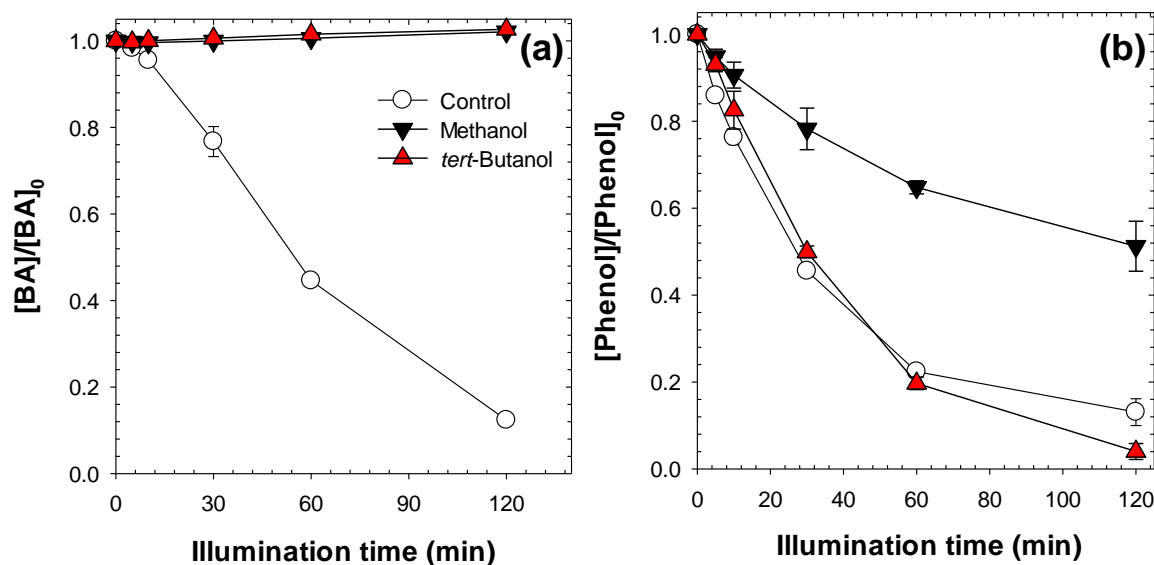 (a)
[BA]/[BA]0
1.0
0.8
0.6
0.4
0.2
0.0
Control
Methanol
tert-Butanol
0 30 60 90 120
Illumination time (min)
(b)
[Phenol]/[Phenol]0
1.0
0.8
0.6
0.4
0.2
0.0
0 20 40 60 80 100 120
Illumination time (min)